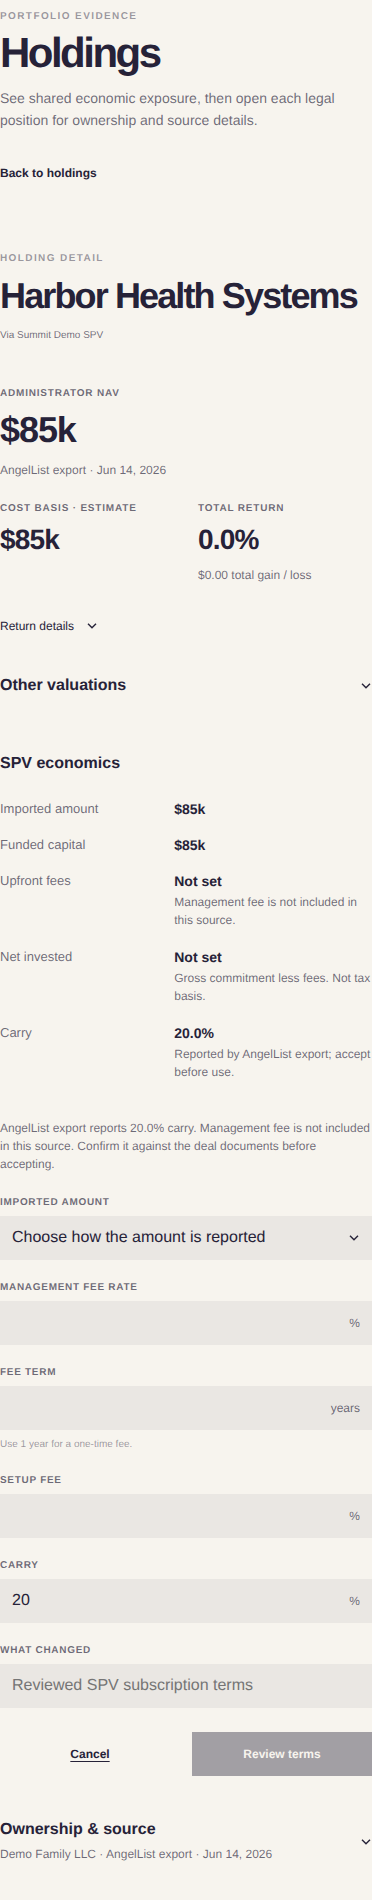 PORTFOLIO EVIDENCE
Holdings
See shared economic exposure, then open each legal
position for ownership and source details.
Back to holdings
HOLDING DETAIL
Harbor Health Systems
Via Summit Demo SPV
ADMINISTRATOR NAV
$85k
AngelList export · Jun 14, 2026
COST BASIS · ESTIMATE
$85k
TOTAL RETURN
0.0%
$0.00 total gain / loss
Return details
Other valuations
SPV economics
Imported amount $85k
Funded capital $85k
Upfront fees Not set
Management fee is not included in
this source.
Net invested Not set
Gross commitment less fees. Not tax
basis.
Carry 20.0%
Reported by AngelList export; accept
before use.
AngelList export reports 20.0% carry. Management fee is not included
in this source. Confirm it against the deal documents before
accepting.
IMPORTED AMOUNT
Choose how the amount is reported
MANAGEMENT FEE RATE
%
FEE TERM
years
Use 1 year for a one-time fee.
SETUP FEE
%
CARRY
20 %
WHAT CHANGED
Reviewed SPV subscription terms
Cancel Review terms
Ownership & source
Demo Family LLC · AngelList export · Jun 14, 2026